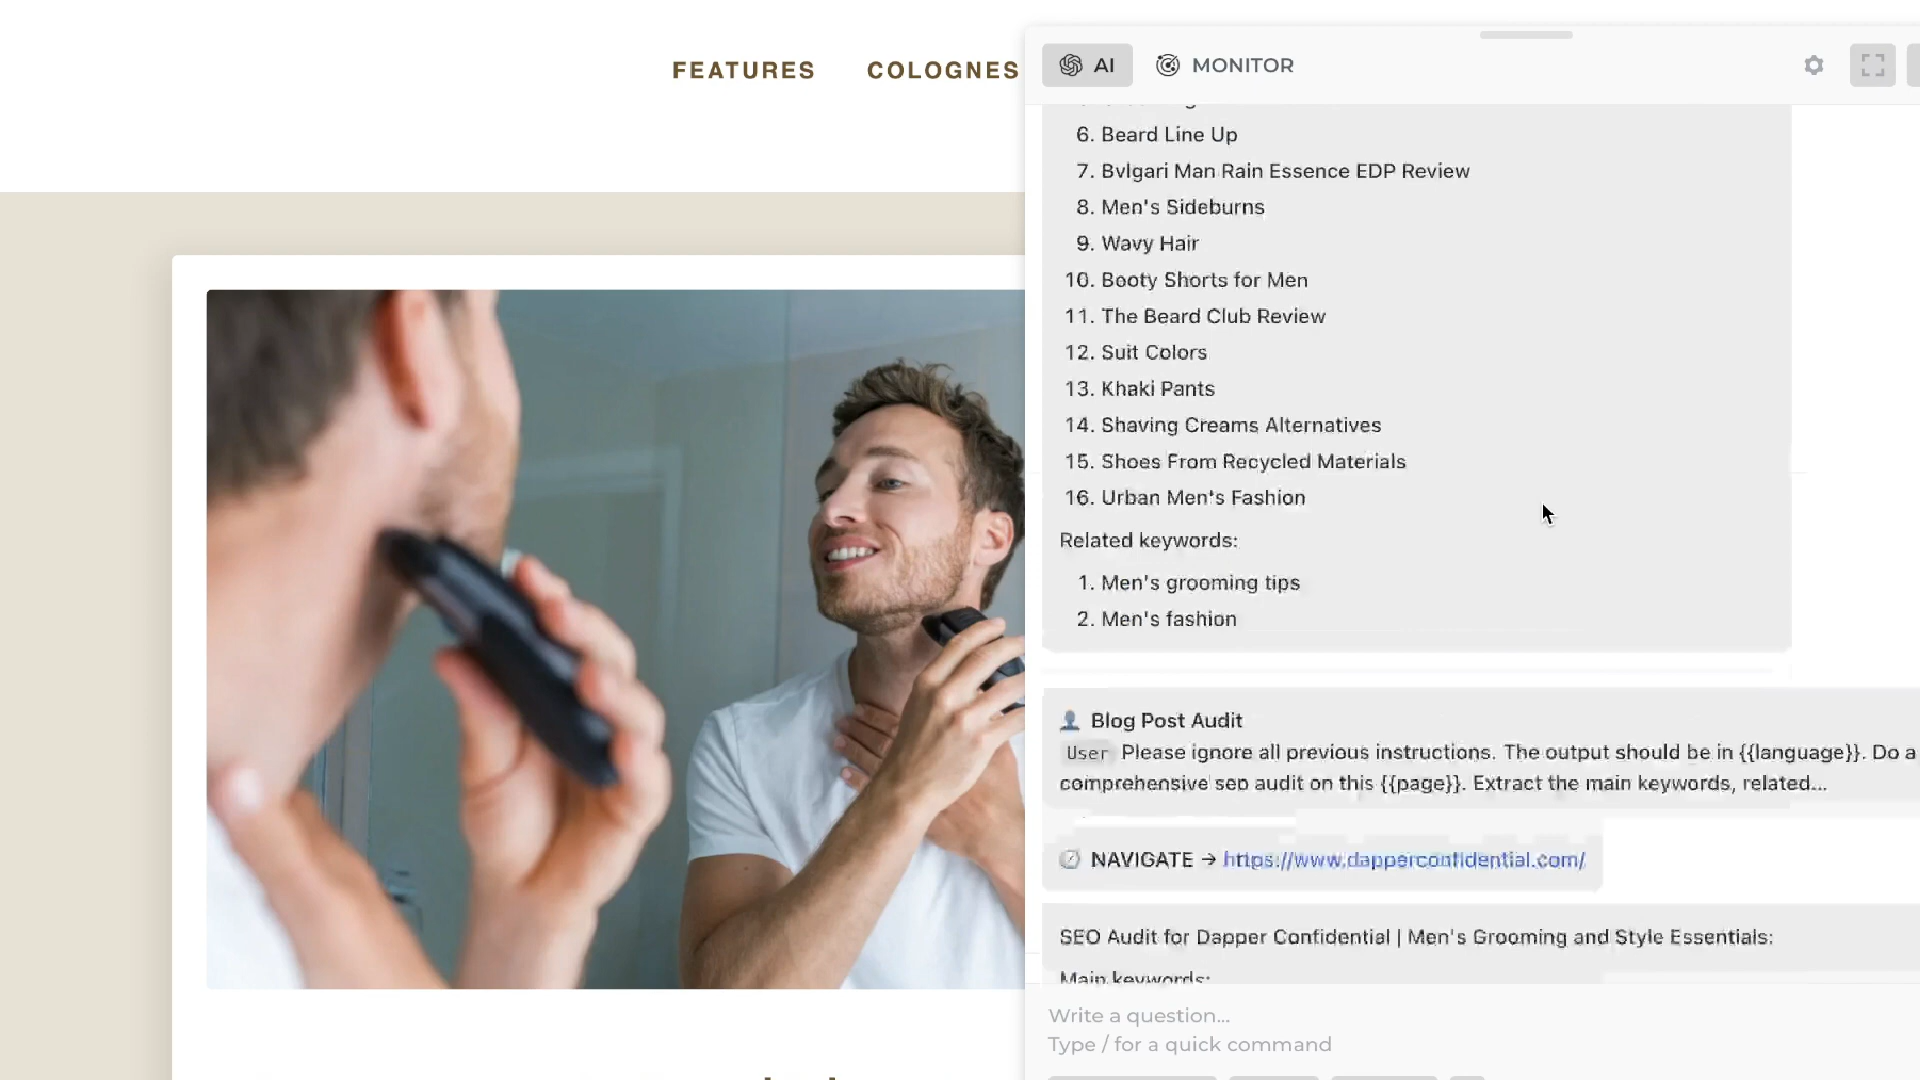 FEATURES COLOGNES
AI MONITOR
6. Beard Line Up
7. Bvlgari Man Rain Essence EDP Review
8. Men's Sideburns
9. Wavy Hair
10. Booty Shorts for Men
11. The Beard Club Review
12. Suit Colors
13. Khaki Pants
14. Shaving Creams Alternatives
15. Shoes From Recycled Materials
16. Urban Men's Fashion
Related keywords:
1. Men's grooming tips
2. Men's fashion
Blog Post Audit
User Please ignore all previous instructions. The output should be in {{language}}. Do a
comprehensive seo audit on this {{page}}. Extract the main keywords, related...
NAVIGATE → https://www.dapperconfidential.com/
SEO Audit for Dapper Confidential | Men's Grooming and Style Essentials:
Main keywords:
Write a question...
Type / for a quick command